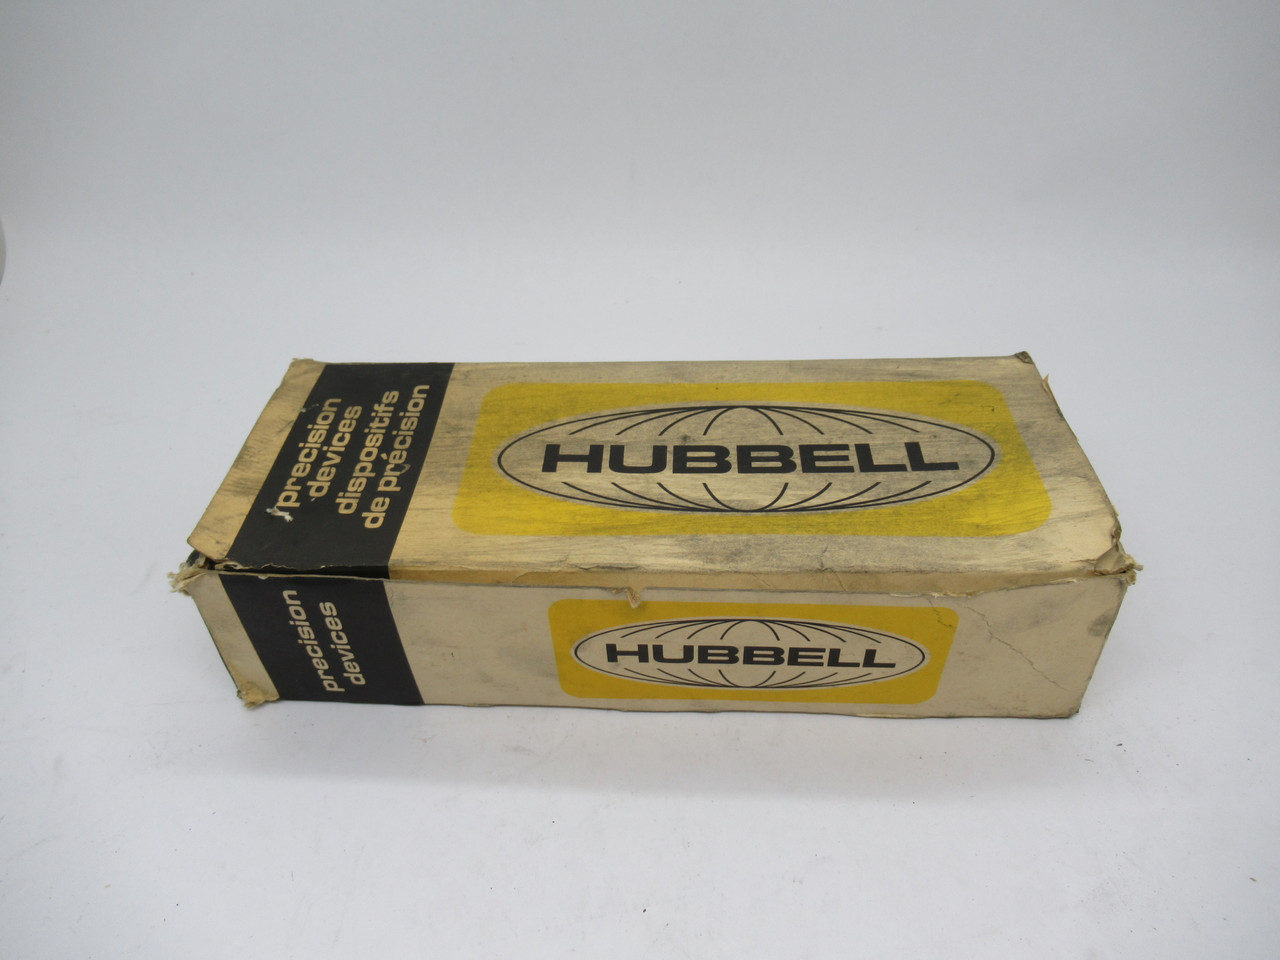 precision
devices
dispositifs
de précision
HUBBELL
precision
devices
HUBBELL